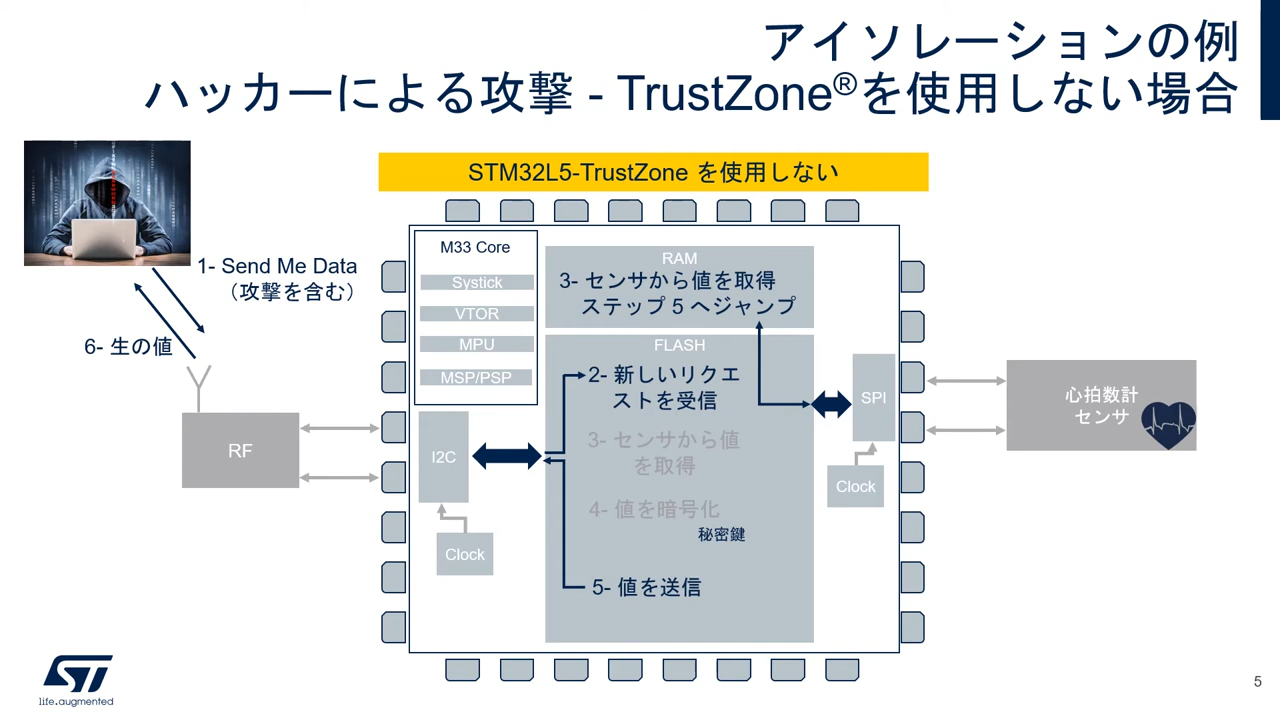 アイソレーションの例
ハッカーによる攻撃 - TrustZone®を使用しない場合
STM32L5-TrustZone を使用しない
1- Send Me Data
（攻撃を含む）
6- 生の値
RF
M33 Core
Systick
VTOR
MPU
MSP/PSP
I2C
Clock
RAM
3- センサから値を取得
ステップ 5 へジャンプ
FLASH
2- 新しいリクエ
ストを受信
3- センサから値
を取得
4- 値を暗号化
秘密鍵
5- 値を送信
SPI
Clock
心拍数計
センサ
ST
life.augmented
5